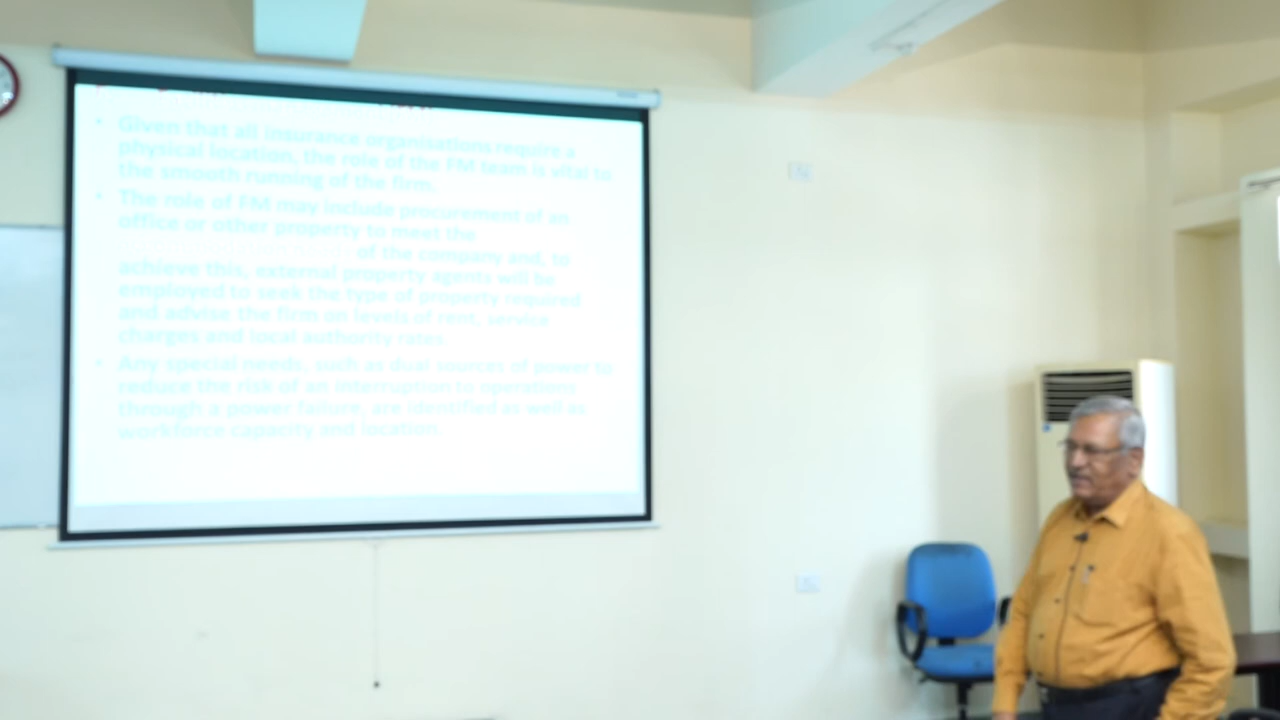 Given that all insurance organisations require a
physical location, the role of the FM team is vital to
the smooth running of the firm.
The role of FM may include procurement of an
office or other property to meet the
of the company and, to
achieve this, external property agents will be
employed to seek the type of property required
and advise the firm on levels of rent, service
charges and local authority rates.
Any special needs, such as dual sources of power to
reduce the risk of an interruption to operations
through a power failure, are identified as well as
workforce capacity and location.